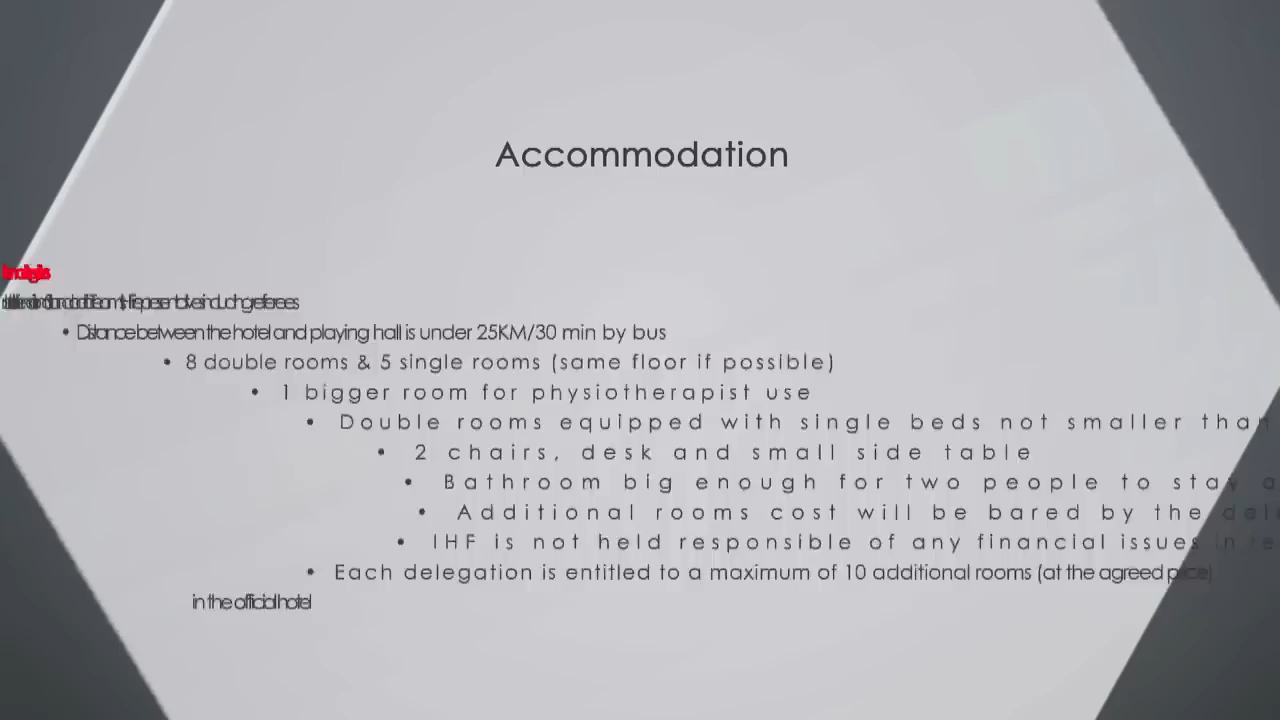 Accommodation
• Distance between the hotel and playing hall is under 25KM/30 min by bus
• 8 double rooms & 5 single rooms (same floor if possible)
• 1 bigger room for physiotherapist use
• Double rooms equipped with single beds not smaller than
• 2 chairs, desk and small side table
• Bathroom big enough for two people to stay
• Additional rooms cost will be bared by the
• IHF is not held responsible of any financial issues in
• Each delegation is entitled to a maximum of 10 additional rooms (at the agreed price)
in the official hotel